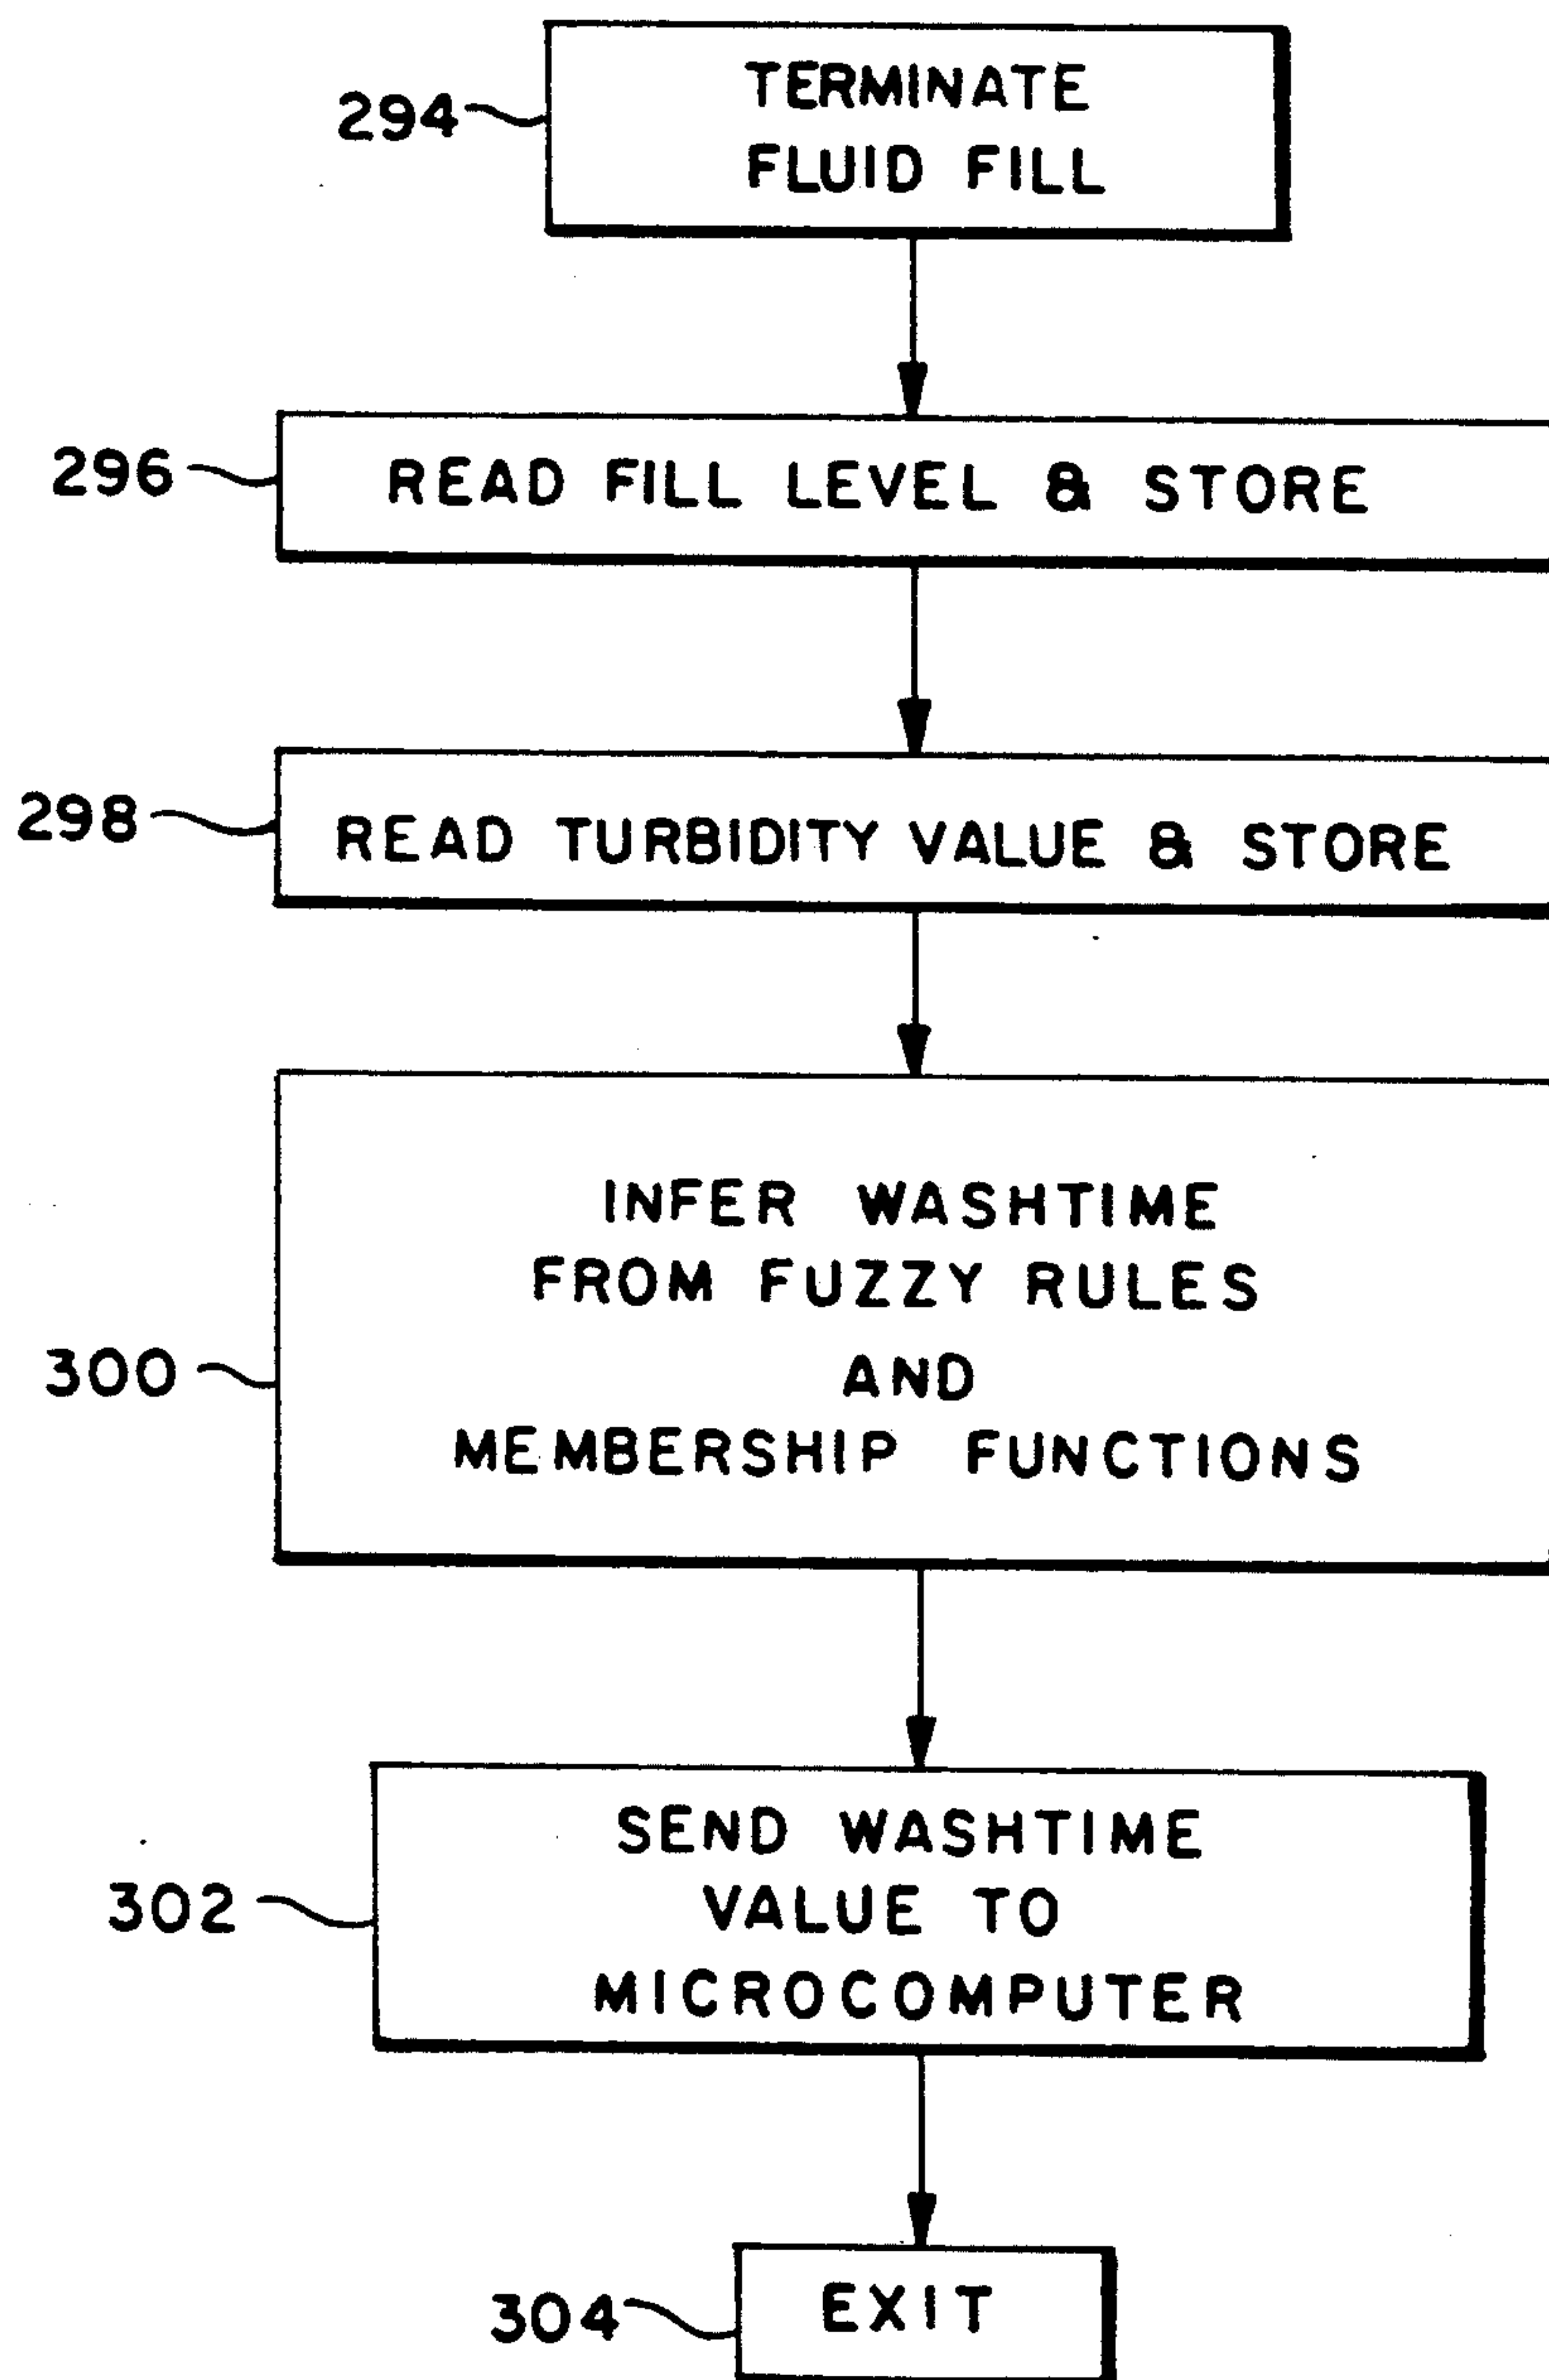 294
TERMINATE
FLUID FILL
296
READ FILL LEVEL & STORE
298
READ TURBIDITY VALUE & STORE
300
INFER WASHTIME
FROM FUZZY RULES
AND
MEMBERSHIP FUNCTIONS
302
SEND WASHTIME
VALUE TO
MICROCOMPUTER
304
EXIT